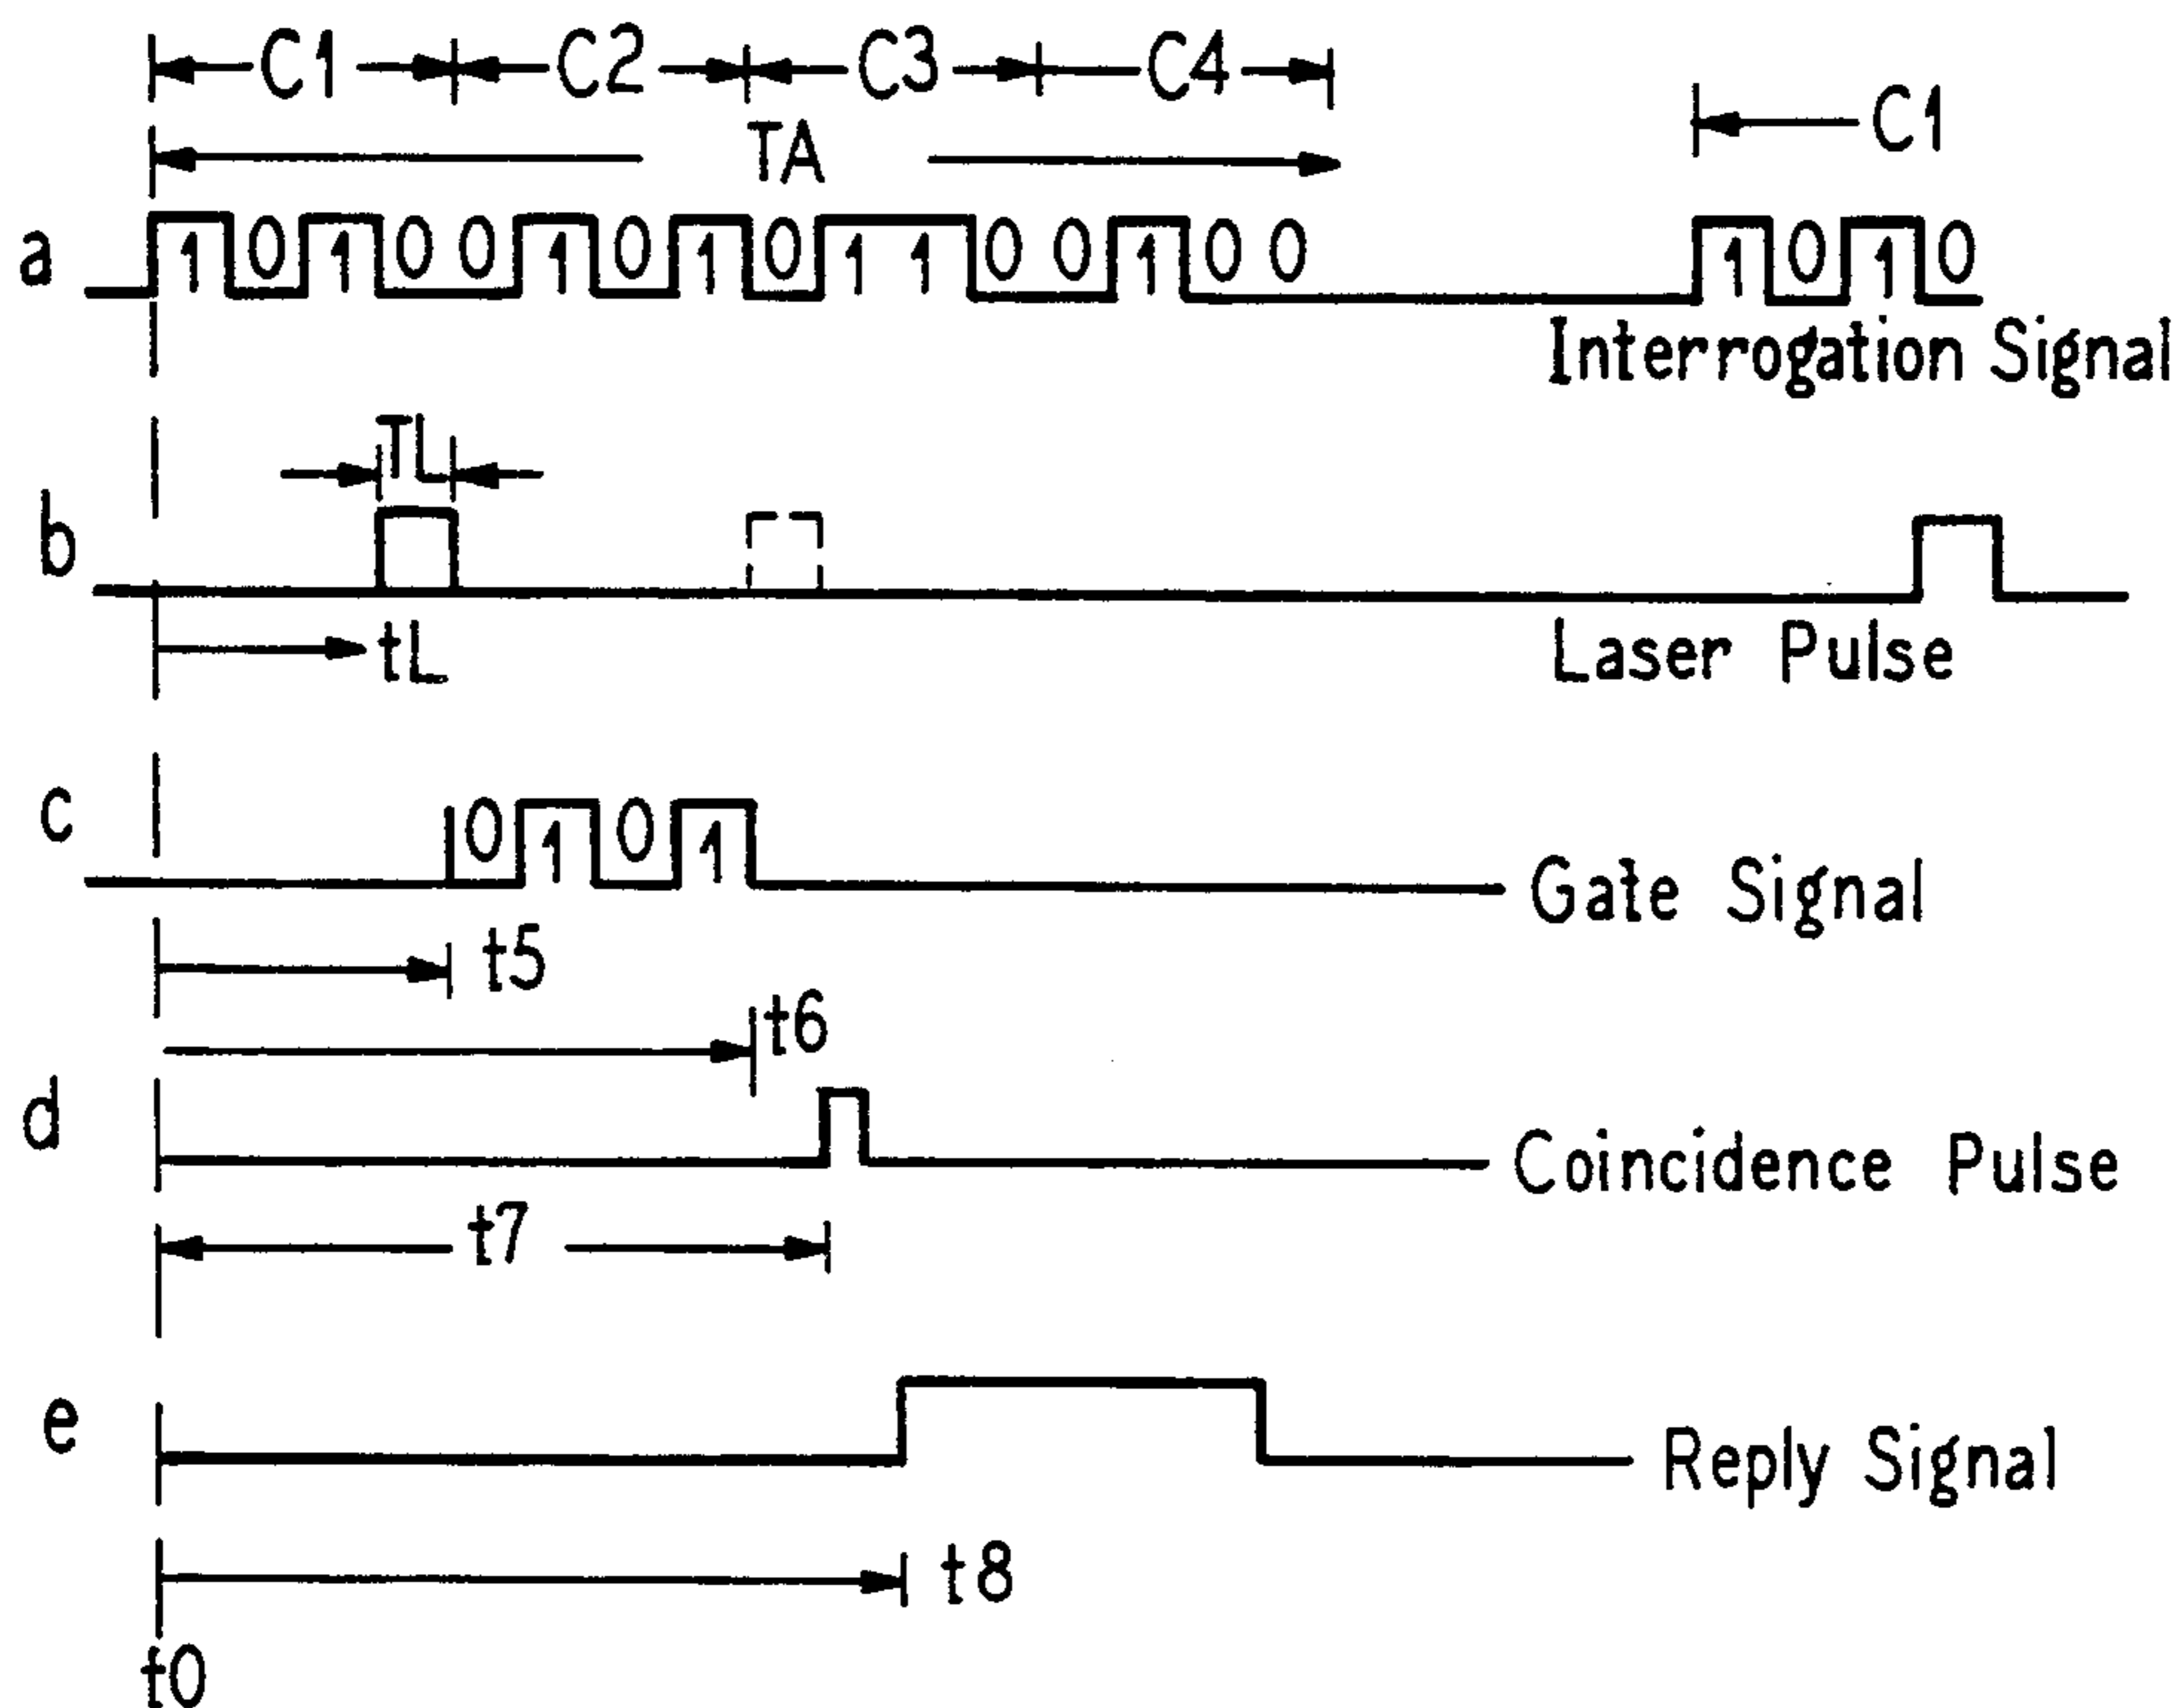 C1 C2 C3 C4
C1
TA
a 1 0 1 0 0 1 0 1 0 1 1 0 0 1 0 0 1 0 1 0
Interrogation Signal
TL
b
tL
Laser Pulse
c 0 1 0 1
Gate Signal
t5
t6
d
Coincidence Pulse
t7
e
Reply Signal
t8
t0